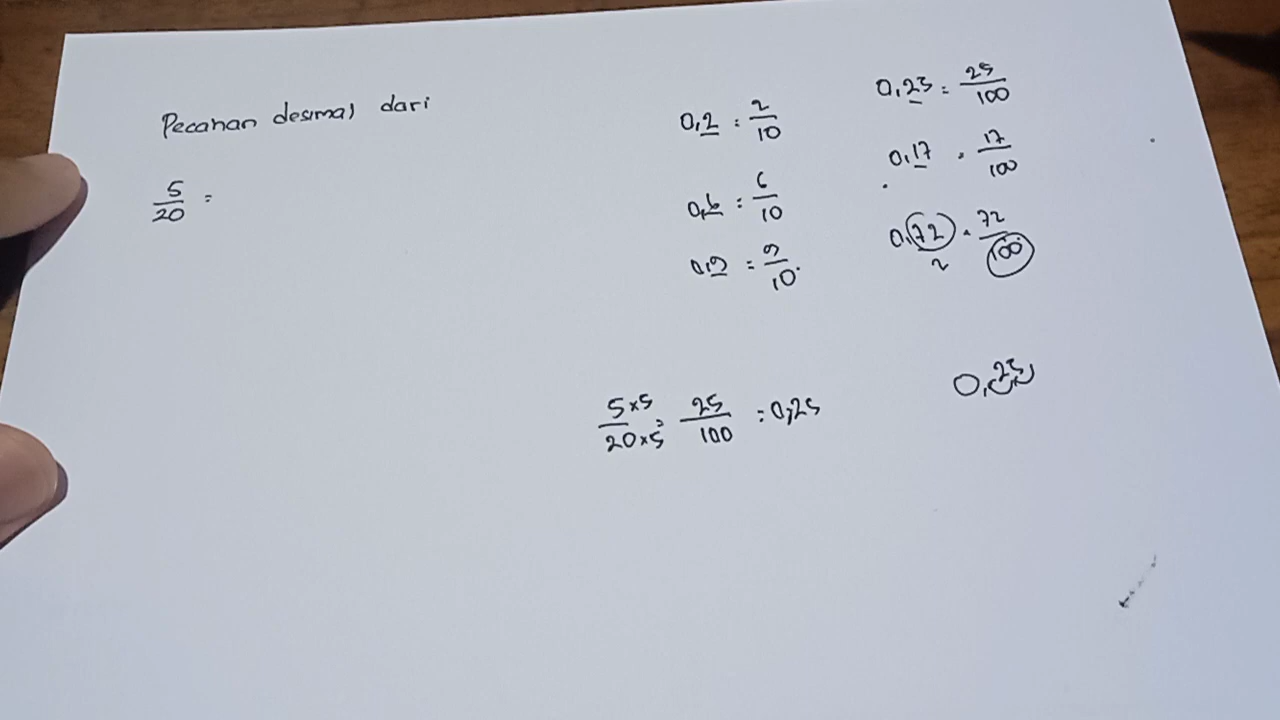 Pecahan desimal dari
5/20 =
0,2 = 2/10
0,6 = 6/10
0,9 = 9/10
0,25 = 25/100
0,17 = 17/100
0,72 = 72/100
2
5×5/20×5 = 25/100 = 0,25
0,25